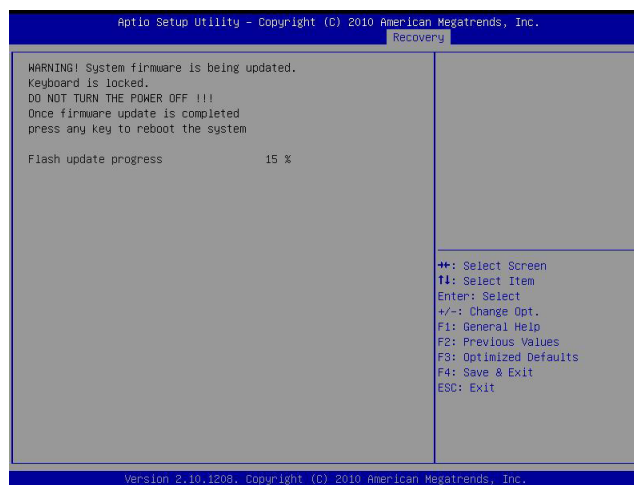 Aptio Setup Utility – Copyright (C) 2010 American Megatrends, Inc.
Recovery
WARNING! System firmware is being updated.
Keyboard is locked.
DO NOT TURN THE POWER OFF !!!
Once firmware update is completed
press any key to reboot the system
Flash update progress 15 %
→←: Select Screen
↑↓: Select Item
Enter: Select
+/-: Change Opt.
F1: General Help
F2: Previous Values
F3: Optimized Defaults
F4: Save & Exit
ESC: Exit
Version 2.10.1208. Copyright (C) 2010 American Megatrends, Inc.